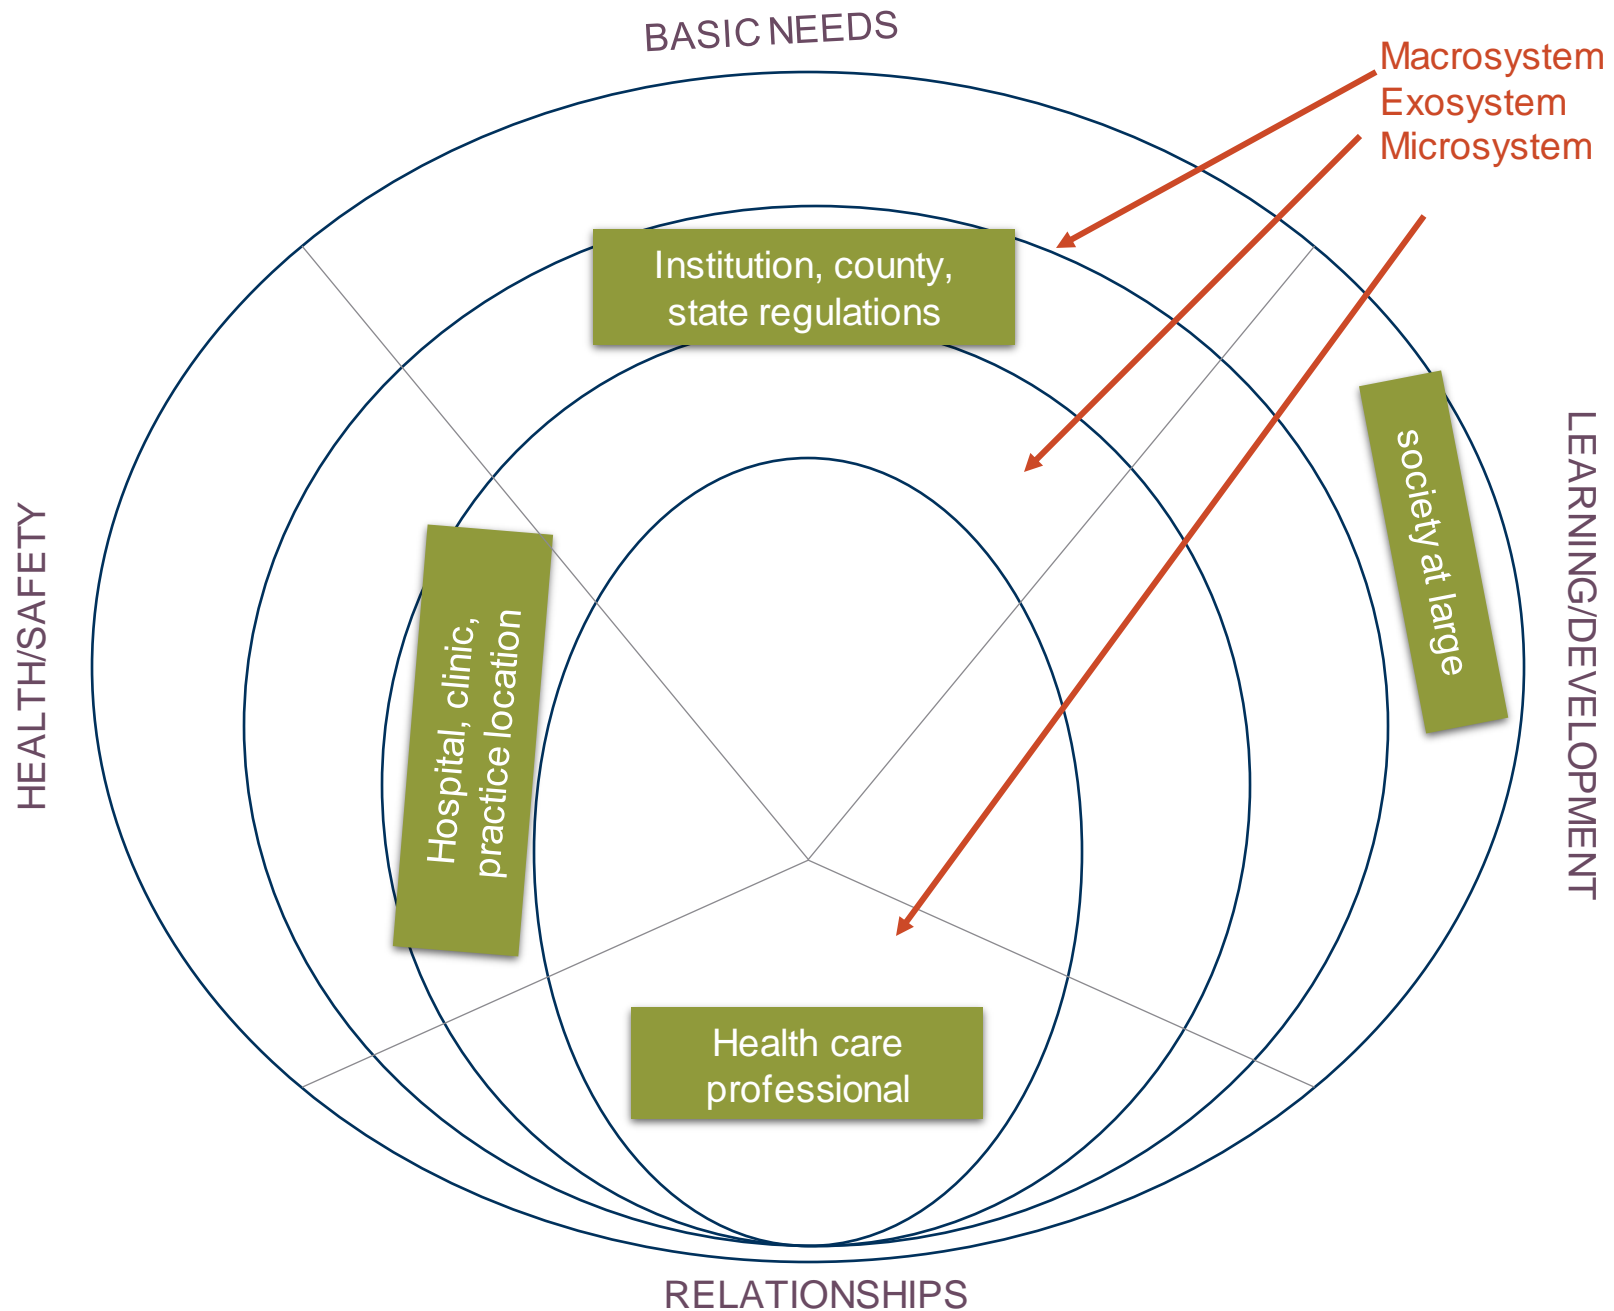 BASIC NEEDS
Macrosystem
Exosystem
Microsystem
Institution, county,
state regulations
society at large
LEARNING/DEVELOPMENT
HEALTH/SAFETY
Hospital, clinic,
practice location
Health care
professional
RELATIONSHIPS